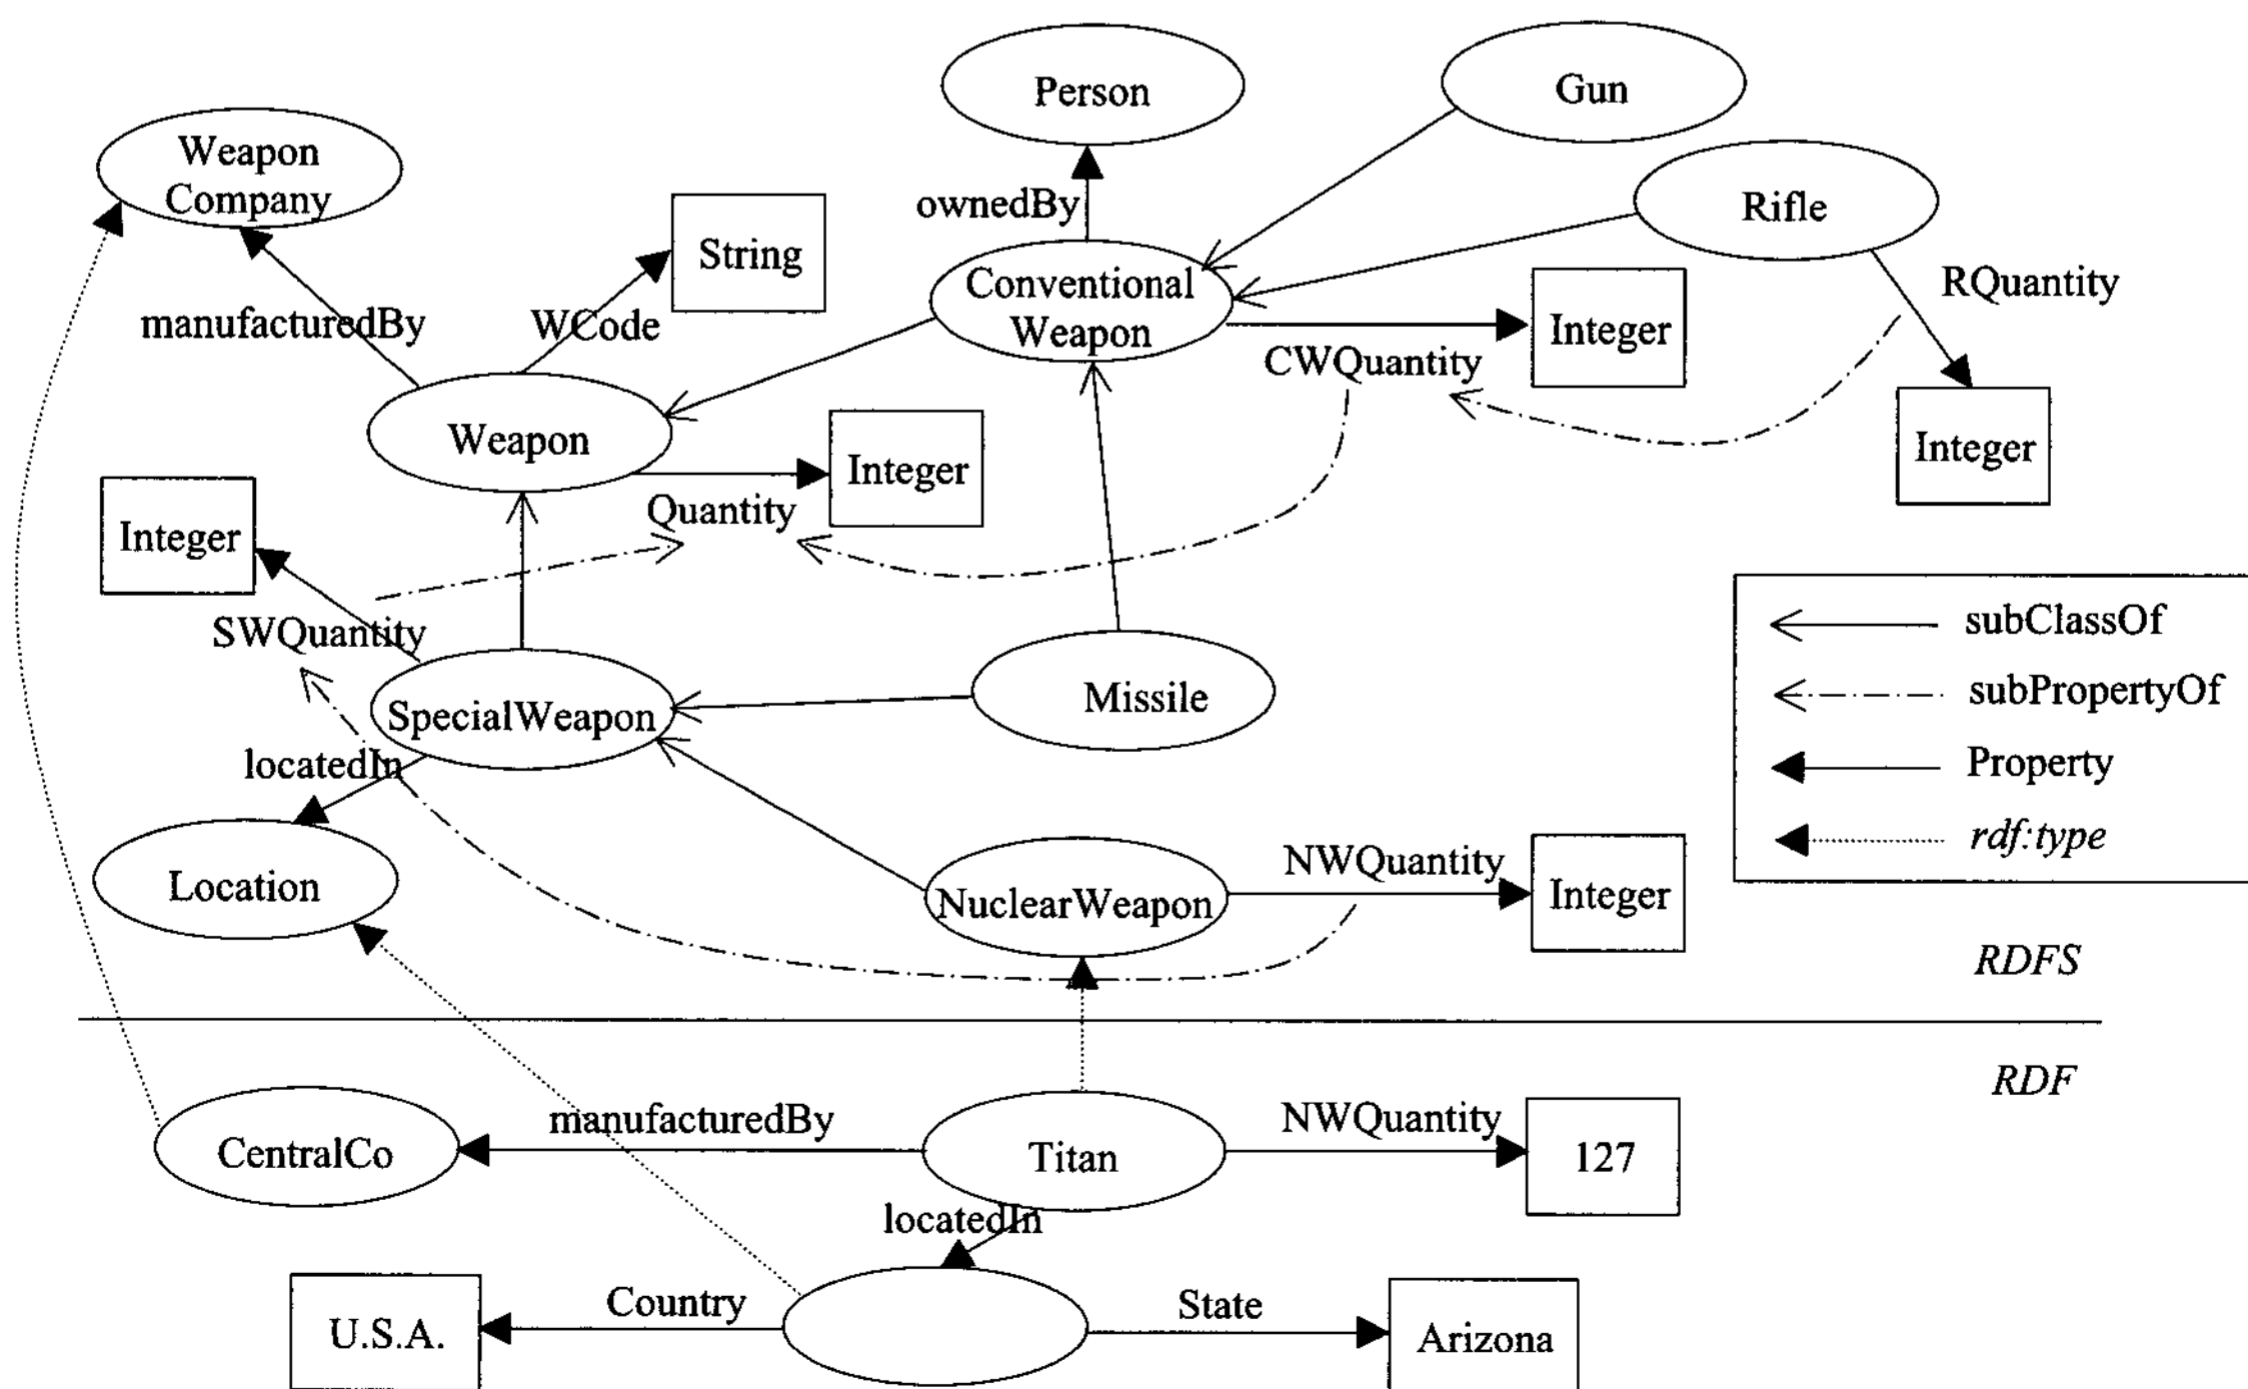 Person
Gun
Weapon
Company
ownedBy
Rifle
String
Conventional
Weapon
RQuantity
manufacturedBy
WCode
Integer
CWQuantity
Weapon
Integer
Integer
Quantity
Integer
SWQuantity
subClassOf
SpecialWeapon
Missile
subPropertyOf
locatedIn
Property
rdf:type
Location
NWQuantity
NuclearWeapon
Integer
RDFS
RDF
manufacturedBy
NWQuantity
CentralCo
Titan
127
locatedIn
Country
State
U.S.A.
Arizona